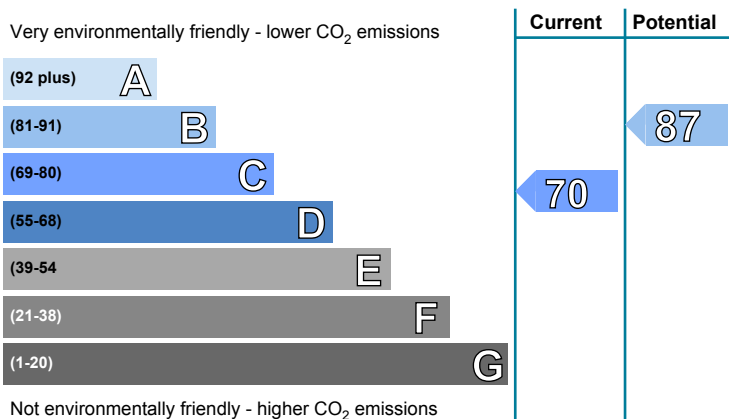 Very environmentally friendly - lower CO2 emissions
Current Potential
(92 plus) A
(81-91) B
87
(69-80) C
70
(55-68) D
(39-54 E
(21-38) F
(1-20) G
Not environmentally friendly - higher CO2 emissions